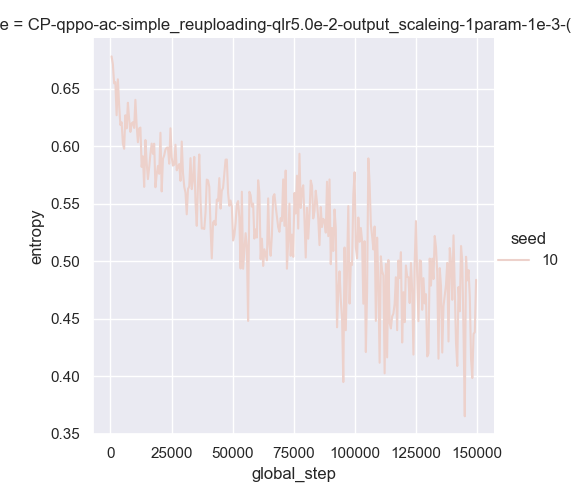 e = CP-qppo-ac-simple_reuploading-qlr5.0e-2-output_scaleing-1param-1e-3-(
0.65
0.60
0.55
0.50
0.45
0.40
0.35
entropy
0 25000 50000 75000 100000 125000 150000
global_step
seed
10